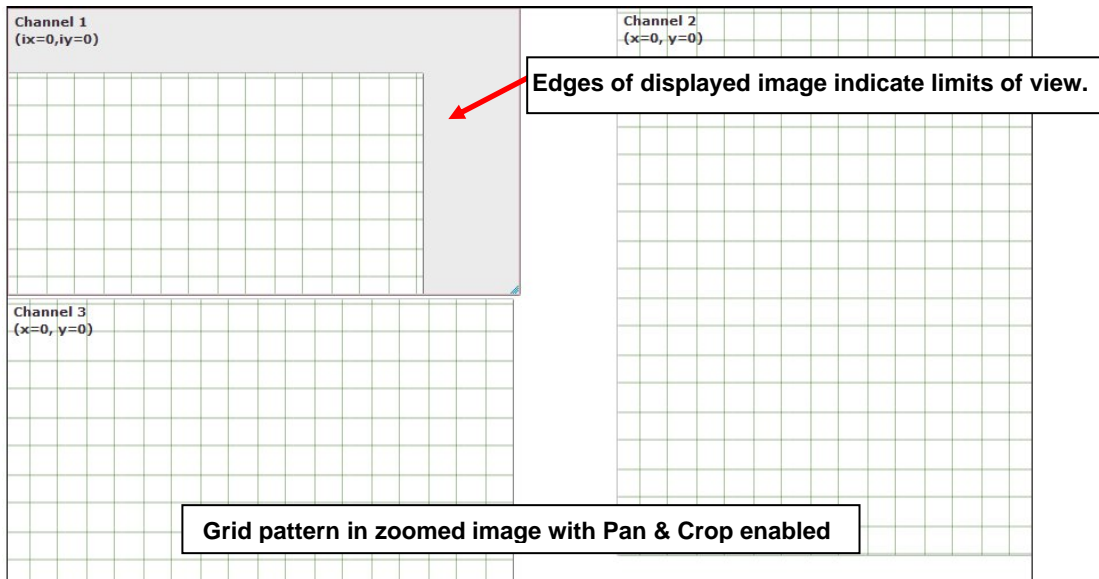 Channel 1
(ix=0,iy=0)
Channel 2
(x=0, y=0)
Edges of displayed image indicate limits of view.
Channel 3
(x=0, y=0)
Grid pattern in zoomed image with Pan & Crop enabled